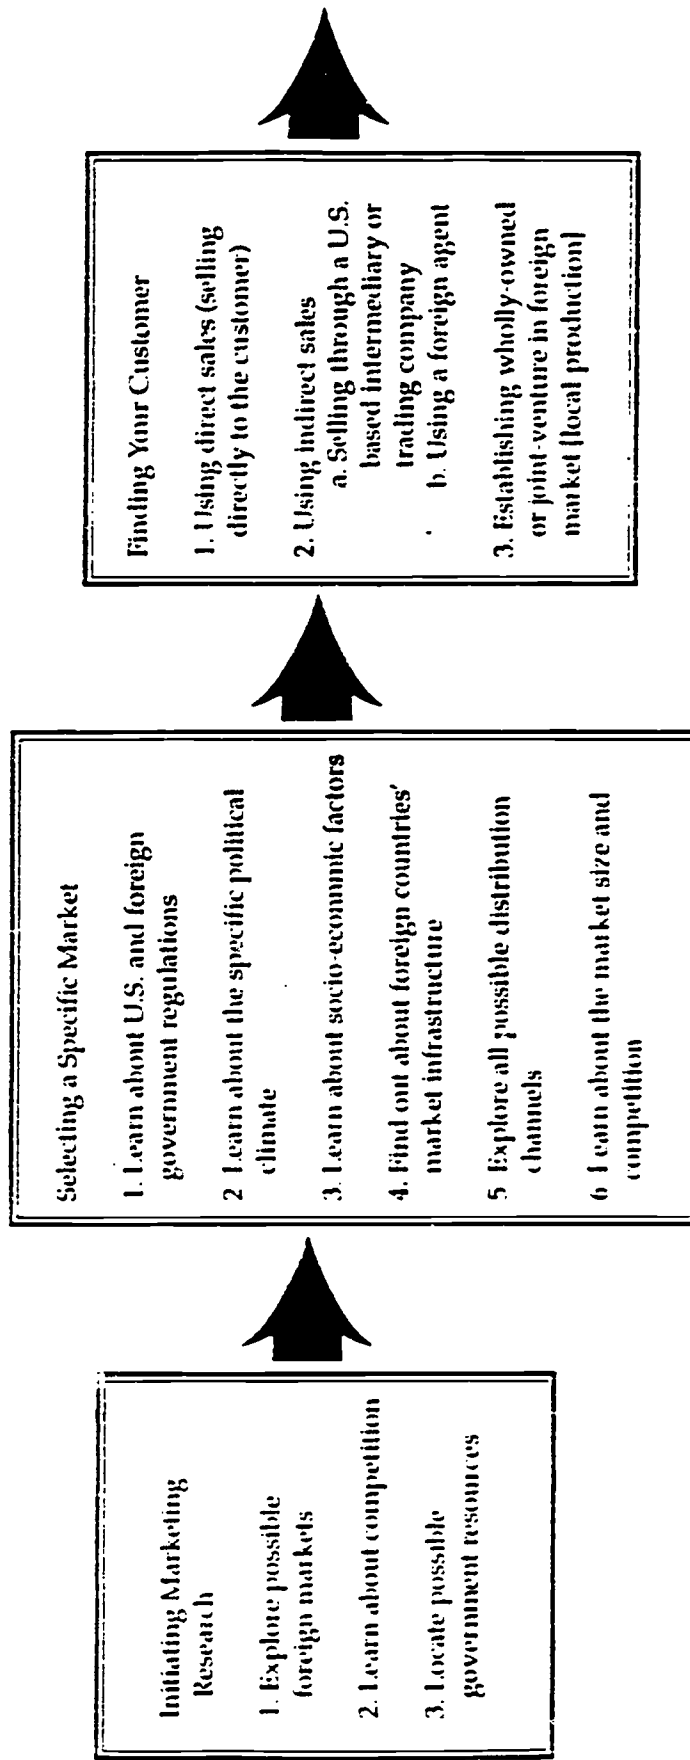 Initiating Marketing
Research
1. Explore possible
foreign markets
2. Learn about competition
3. Locate possible
government resources
Selecting a Specific Market
1. Learn about U.S. and foreign
government regulations
2 Learn about the specific political
climate
3. Learn about socio-economic factors
4. Find out about foreign countries'
market infrastructure
5 Explore all possible distribution
channels
6 Learn about the market size and
competition
Finding Your Customer
1. Using direct sales (selling
directly to the customer)
2. Using indirect sales
a. Selling through a U.S.
based intermediary or
trading company
b. Using a foreign agent
3. Establishing wholly-owned
or joint-venture in foreign
market [local production]